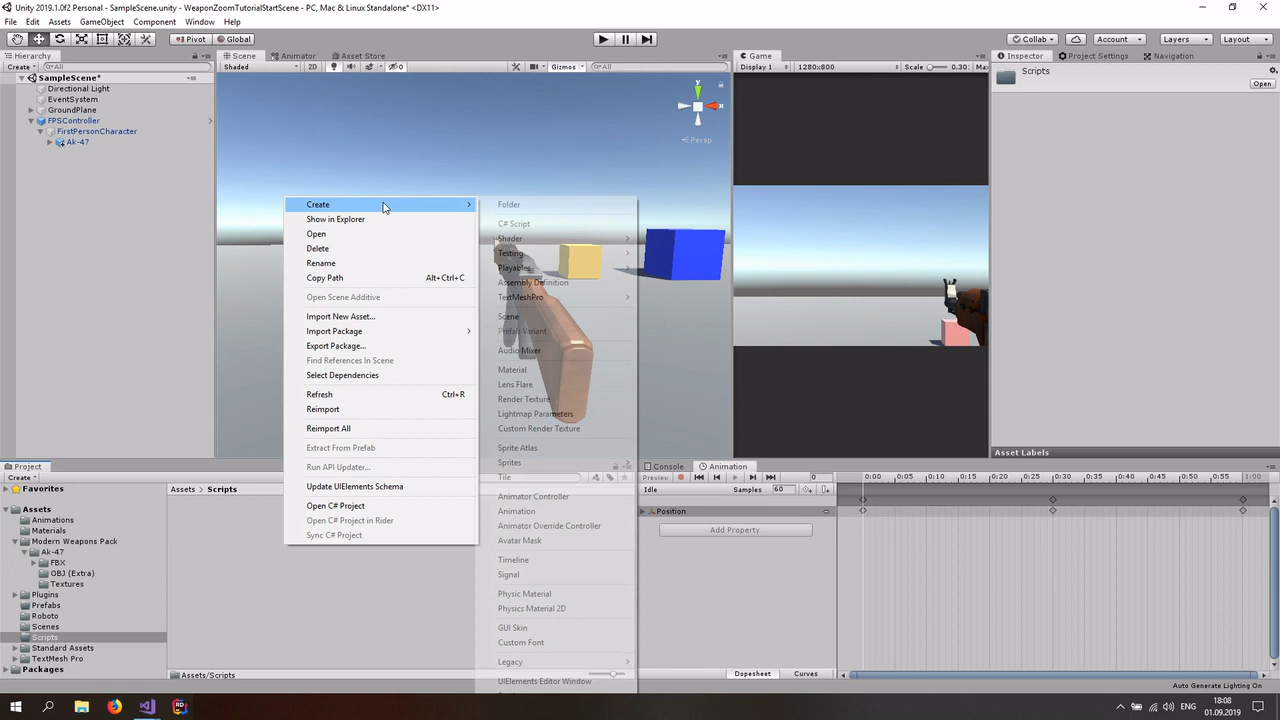 Unity 2019.1.0f2 Personal - SampleScene.unity - WeaponZoomTutorialStartScene - PC, Mac & Linux Standalone* <DX11>
File Edit Assets GameObject Component Window Help
Pivot Global Collab Account Layers Layout
Hierarchy
Scene Animator Asset Store
Game
Inspector Project Settings Navigation
Create All
Shaded 2D 0 Gizmos All
Display 1 1280x800 Scale 0.30
Scripts
Open
SampleScene*
Directional Light
EventSystem
GroundPlane
FPSController
FirstPersonCharacter
Ak-47
y
x
Persp
Create
Show in Explorer
Open
Delete
Rename
Copy Path Alt+Ctrl+C
Open Scene Additive
Import New Asset...
Import Package
Export Package...
Find References In Scene
Select Dependencies
Refresh Ctrl+R
Reimport
Reimport All
Extract From Prefab
Run API Updater...
Update UIElements Schema
Open C# Project
Open C# Project in Rider
Sync C# Project
Folder
C# Script
Shader
Testing
Playables
Assembly Definition
TextMeshPro
Scene
Prefab Variant
Audio Mixer
Material
Lens Flare
Render Texture
Lightmap Parameters
Custom Render Texture
Sprite Atlas
Sprites
Tile
Animator Controller
Animation
Animator Override Controller
Avatar Mask
Timeline
Signal
Physic Material
Physics Material 2D
GUI Skin
Custom Font
Legacy
UIElements Editor Window
Asset Labels
Project
Create
Favorites
Assets
Animations
Materials
Modern Weapons Pack
Ak-47
FBX
OBJ (Extra)
Textures
Plugins
Prefabs
Roboto
Scenes
Scripts
Standard Assets
TextMesh Pro
Packages
Assets Scripts
Assets/Scripts
Console Animation
Preview 0
0:00 0:05 0:10 0:15 0:20 0:25 0:30 0:35 0:40 0:45 0:50 0:55 1:00
Idle Samples 60
Position
Add Property
Dopesheet Curves
Auto Generate Lighting On
ENG
18:08
01.09.2019